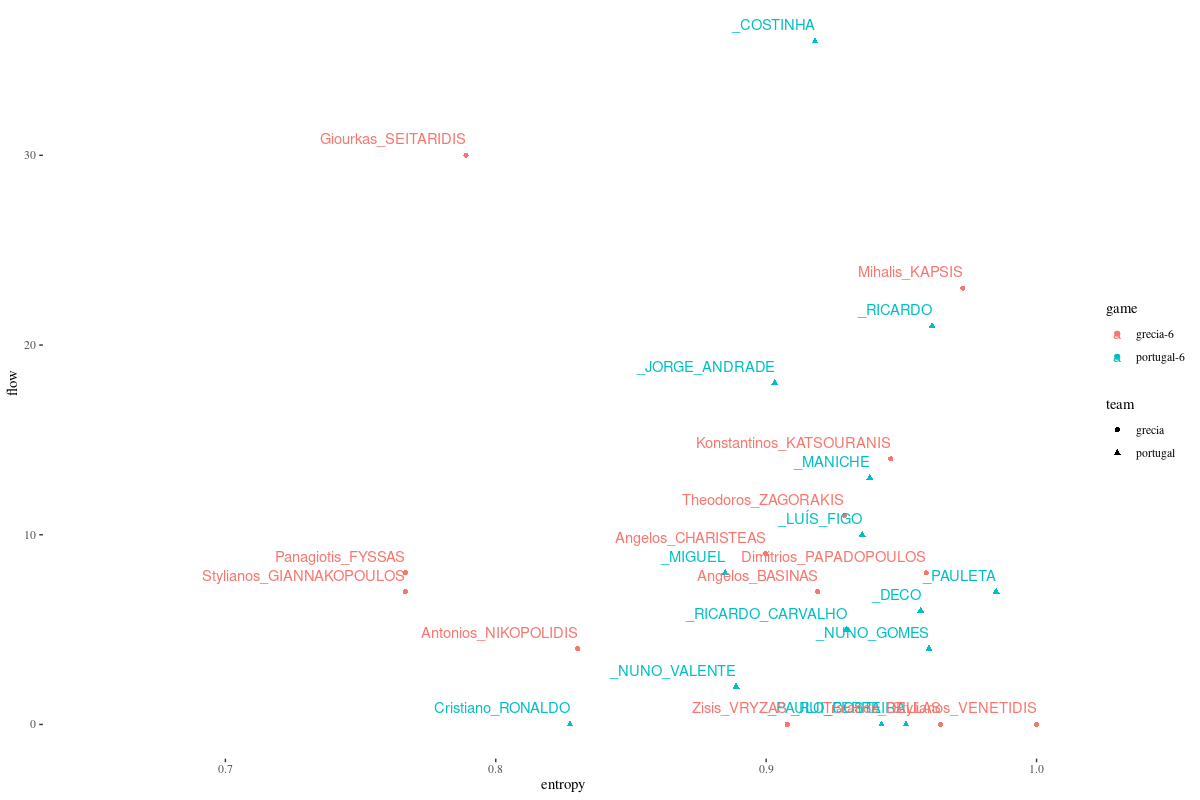 _COSTINHA
Giourkas_SEITARIDIS
30
Mihalis_KAPSIS
_RICARDO
game
grecia-6
portugal-6
20
_JORGE_ANDRADE
flow
team
grecia
portugal
Konstantinos_KATSOURANIS
_MANICHE
Theodoros_ZAGORAKIS
_LUÍS_FIGO
10
Angelos_CHARISTEAS
Panagiotis_FYSSAS
_MIGUEL
Dimitrios_PAPADOPOULOS
Stylianos_GIANNAKOPOULOS
Angelos_BASINAS
_PAULETA
_DECO
_RICARDO_CARVALHO
Antonios_NIKOPOLIDIS
_NUNO_GOMES
_NUNO_VALENTE
Cristiano_RONALDO
Zisis_VRYZAS
Stylianos_VENETIDIS
0
0.7
0.8
0.9
1.0
entropy